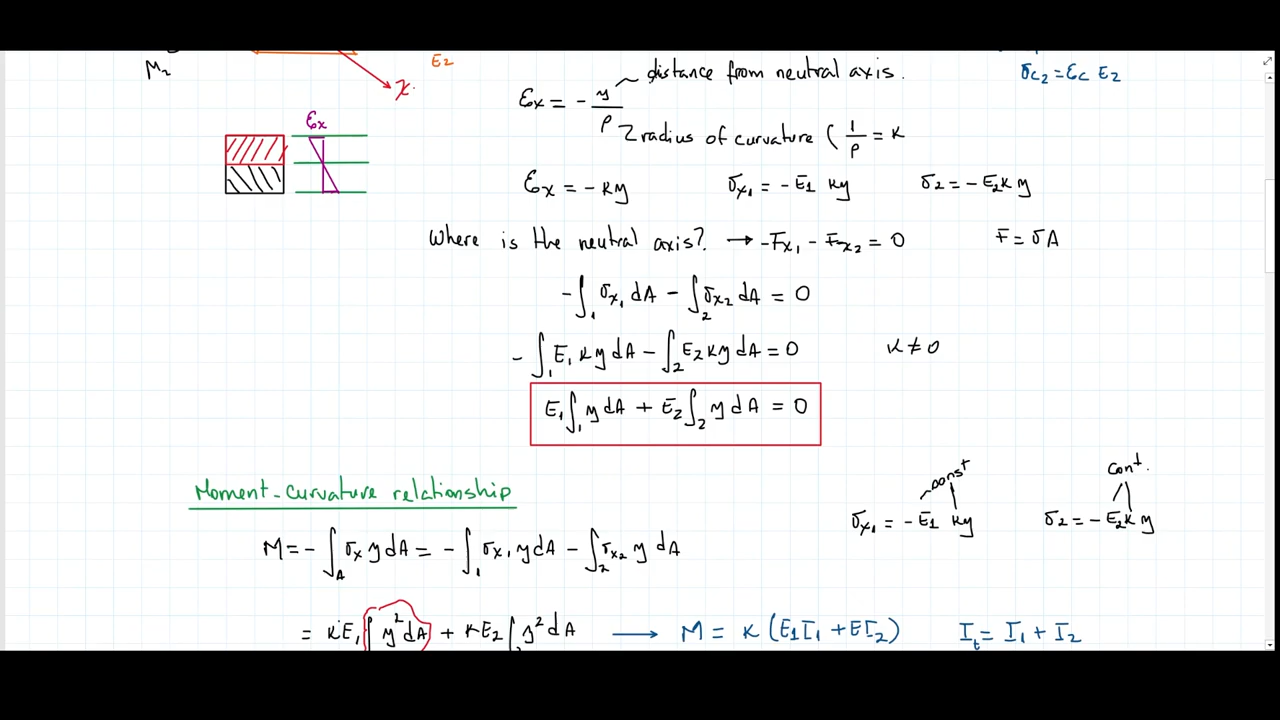 M₂
E₂
x
σc₂ = εc E₂
distance from neutral axis.
εx = - y/ρ
radius of curvature ( 1/ρ = κ
εx
εx = - κy    σx₁ = - E₁ κy    σ₂ = - E₂κ y
Where is the neutral axis? → -Fx₁ - Fx₂ = 0    F = σA
- ∫₁ σx₁ dA - ∫₂ σx₂ dA = 0
- ∫₁ E₁ κy dA - ∫₂ E₂ κy dA = 0    κ ≠ 0
E₁ ∫₁ y dA + E₂ ∫₂ y dA = 0
Moment-curvature relationship
const    cont.
σx₁ = - E₁ κy    σ₂ = - E₂κ y
M = - ∫A σx y dA = - ∫₁ σx₁ y dA - ∫₂ σx₂ y dA
= κE₁ ∫ y² dA + κE₂ ∫₂ y² dA → M = κ (E₁I₁ + EI₂)    It = I₁ + I₂